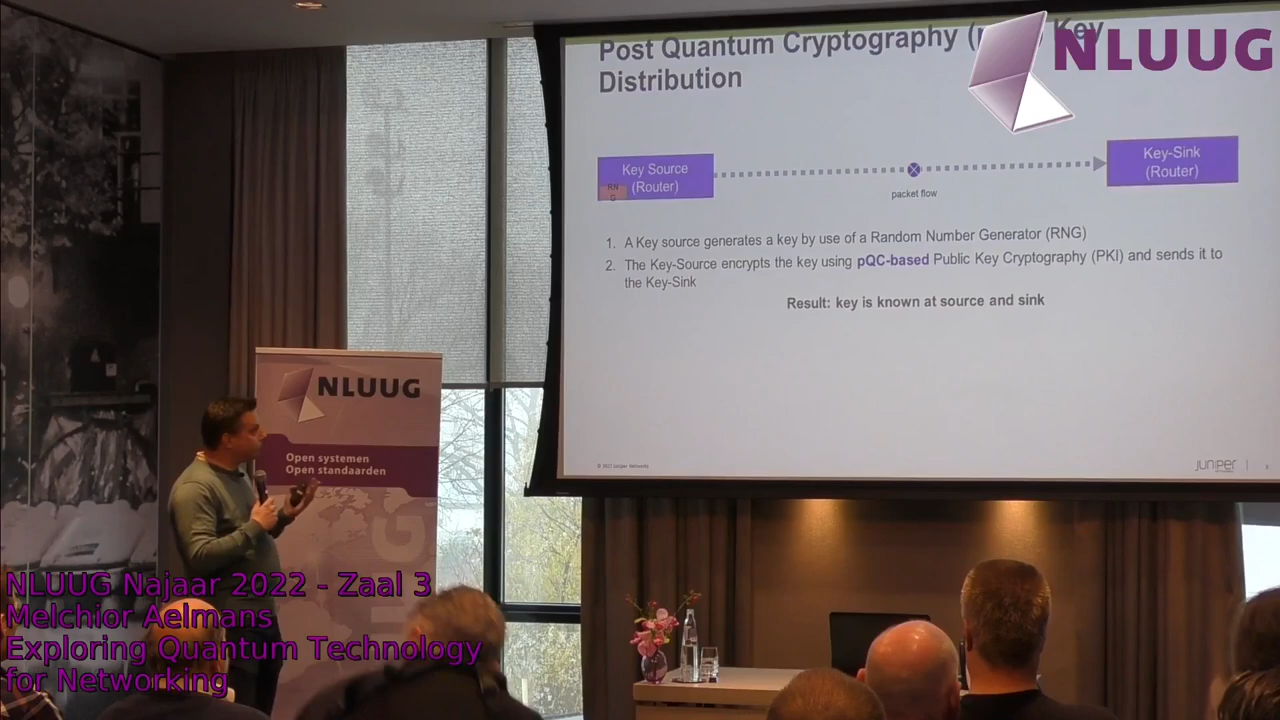 Post Quantum Cryptography ( Key
Distribution
NLUUG
Key Source
(Router)
RN
G
packet flow
Key-Sink
(Router)
1. A Key source generates a key by use of a Random Number Generator (RNG)
2. The Key-Source encrypts the key using pQC-based Public Key Cryptography (PKI) and sends it to
the Key-Sink
Result: key is known at source and sink
JUNIPER
NLUUG
Open systemen
Open standaarden
NLUUG Najaar 2022 - Zaal 3
Melchior Aelmans
Exploring Quantum Technology
for Networking